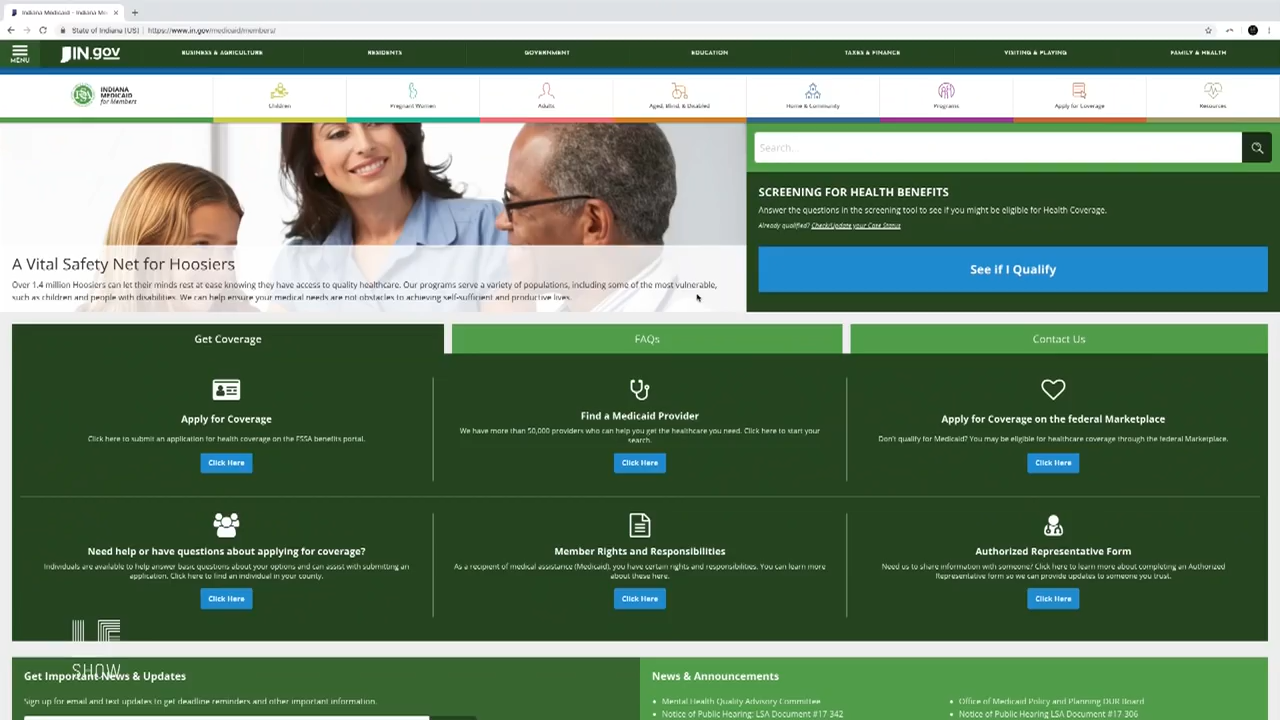 Indiana Medicaid - Indiana Me
State of Indiana [US] | https://www.in.gov/medicaid/members/
MENU
IN.gov
BUSINESS & AGRICULTURE
RESIDENTS
GOVERNMENT
EDUCATION
TAXES & FINANCE
VISITING & PLAYING
FAMILY & HEALTH
INDIANA
MEDICAID
for Members
Children
Pregnant Women
Adults
Aged, Blind, & Disabled
Home & Community
Programs
Apply for Coverage
Resources
Search...
SCREENING FOR HEALTH BENEFITS
Answer the questions in the screening tool to see if you might be eligible for Health Coverage.
Already qualified? Check/Update your Case Status
See if I Qualify
A Vital Safety Net for Hoosiers
Over 1.4 million Hoosiers can let their minds rest at ease knowing they have access to quality healthcare. Our programs serve a variety of populations, including some of the most vulnerable,
such as children and people with disabilities. We can help ensure your medical needs are not obstacles to achieving self-sufficient and productive lives.
Get Coverage
FAQs
Contact Us
Apply for Coverage
Click here to submit an application for health coverage on the FSSA benefits portal.
Click Here
Find a Medicaid Provider
We have more than 50,000 providers who can help you get the healthcare you need. Click here to start your
search.
Click Here
Apply for Coverage on the federal Marketplace
Don't qualify for Medicaid? You may be eligible for healthcare coverage through the federal Marketplace.
Click Here
Need help or have questions about applying for coverage?
Individuals are available to help answer basic questions about your options and can assist with submitting an
application. Click here to find an individual in your county.
Click Here
Member Rights and Responsibilities
As a recipient of medical assistance (Medicaid), you have certain rights and responsibilities. You can learn more
about these here.
Click Here
Authorized Representative Form
Need us to share information with someone? Click here to learn more about completing an Authorized
Representative form so we can provide updates to someone you trust.
Click Here
LE
SHOW
Get Important News & Updates
Sign up for email and text updates to get deadline reminders and other important information.
News & Announcements
Mental Health Quality Advisory Committee
Notice of Public Hearing: LSA Document #17 342
Office of Medicaid Policy and Planning DUR Board
Notice of Public Hearing LSA Document #17 306